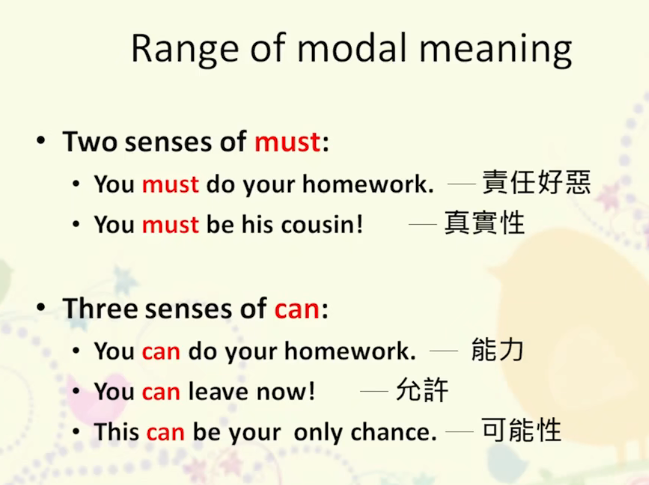 Range of modal meaning
• Two senses of must:
• You must do your homework. — 責任好惡
• You must be his cousin! — 真實性
• Three senses of can:
• You can do your homework. — 能力
• You can leave now! — 允許
• This can be your only chance. — 可能性